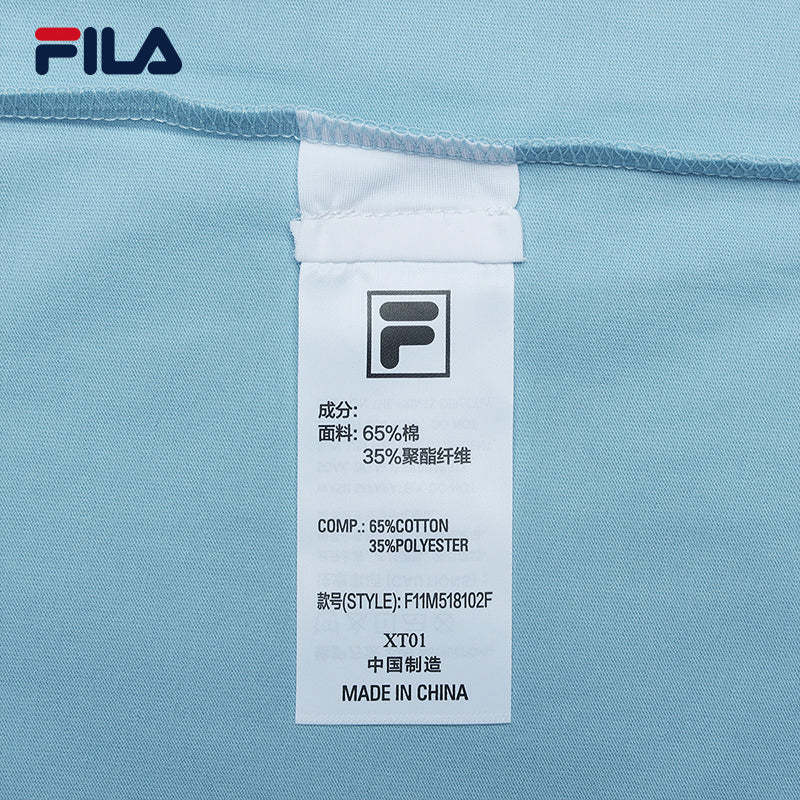 FILA
F
成分:
面料: 65%棉
35%聚酯纤维
COMP.: 65%COTTON
35%POLYESTER
款号(STYLE): F11M518102F
XT01
中国制造
MADE IN CHINA